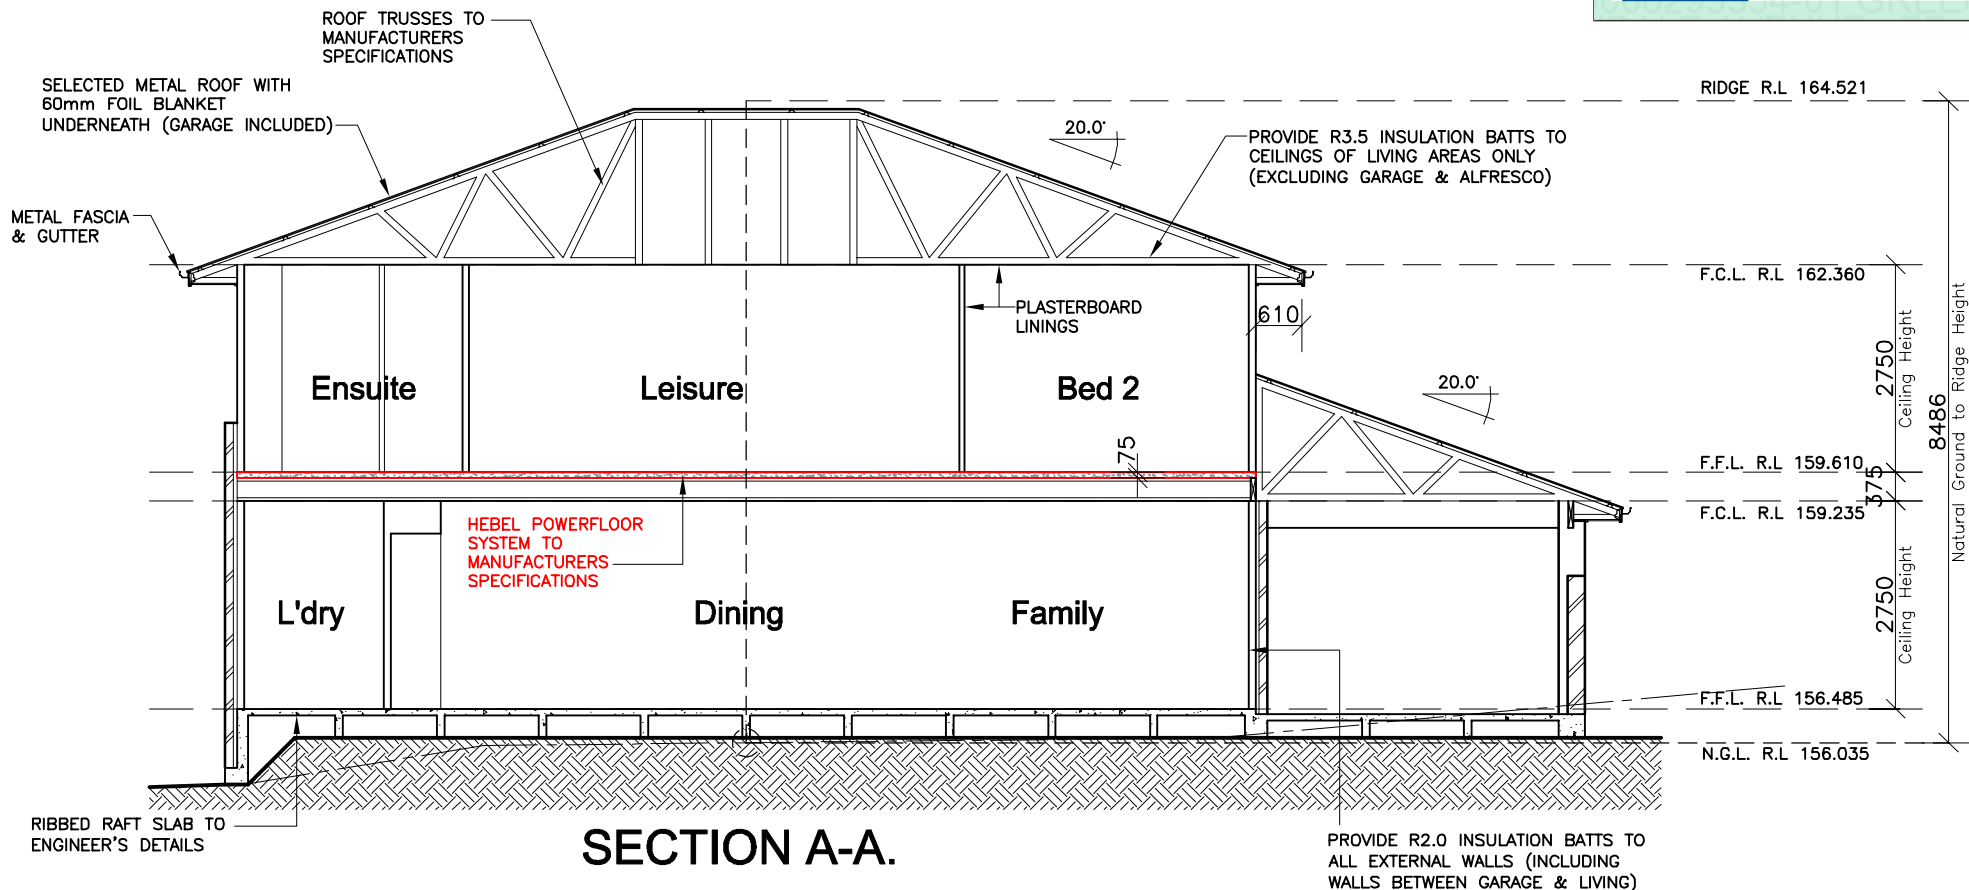 ROOF TRUSSES TO
MANUFACTURERS
SPECIFICATIONS
SELECTED METAL ROOF WITH
60mm FOIL BLANKET
UNDERNEATH (GARAGE INCLUDED)
METAL FASCIA
& GUTTER
20.0°
PROVIDE R3.5 INSULATION BATTS TO
CEILINGS OF LIVING AREAS ONLY
(EXCLUDING GARAGE & ALFRESCO)
RIDGE R.L 164.521
F.C.L. R.L 162.360
PLASTERBOARD
LININGS
610
Ensuite
Leisure
Bed 2
20.0°
2750
Ceiling Height
8486
Natural Ground to Ridge Height
75
F.F.L. R.L 159.610
375
F.C.L. R.L 159.235
HEBEL POWERFLOOR
SYSTEM TO
MANUFACTURERS
SPECIFICATIONS
L'dry
Dining
Family
2750
Ceiling Height
F.F.L. R.L 156.485
N.G.L. R.L 156.035
RIBBED RAFT SLAB TO
ENGINEER'S DETAILS
SECTION A-A.
PROVIDE R2.0 INSULATION BATTS TO
ALL EXTERNAL WALLS (INCLUDING
WALLS BETWEEN GARAGE & LIVING)